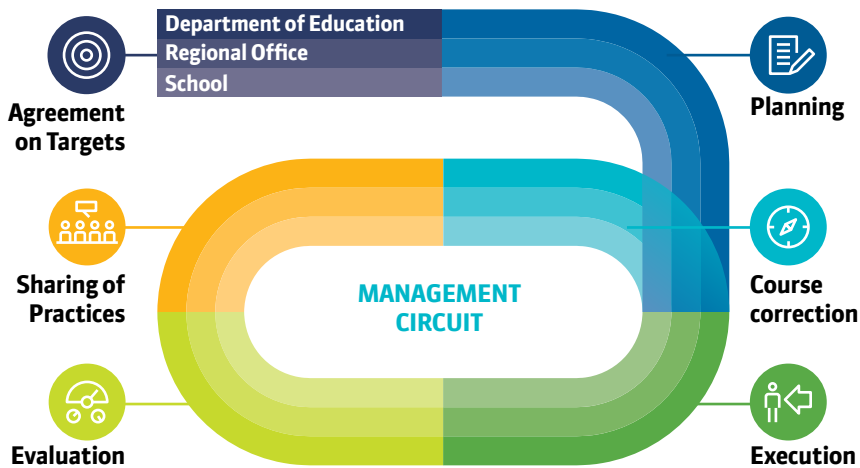 Department of Education
Regional Office
School
Agreement
on Targets
Planning
Sharing of
Practices
MANAGEMENT
CIRCUIT
Course
correction
Evaluation
Execution